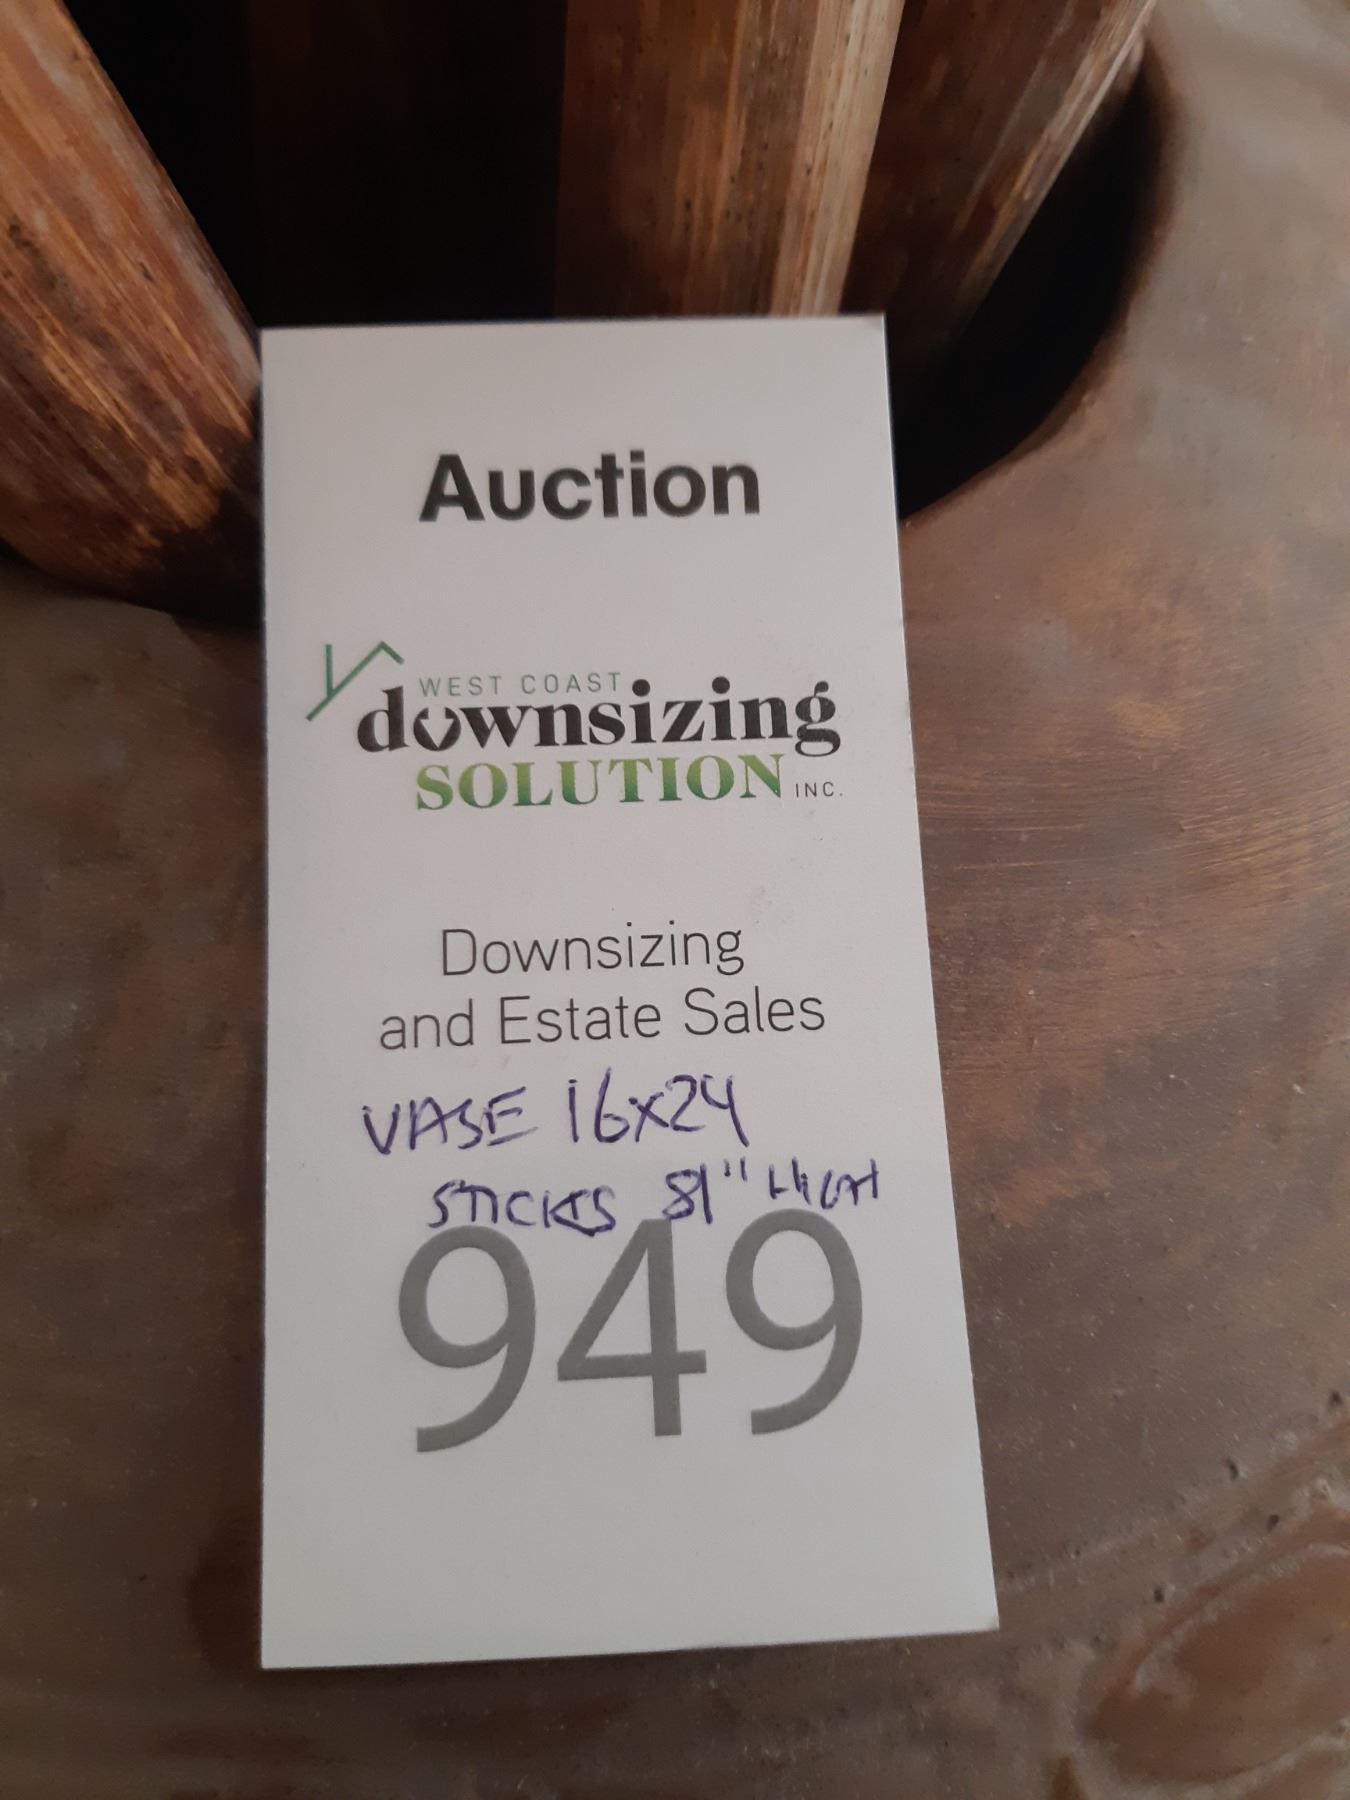 Auction
WEST COAST
downsizing
SOLUTION INC.
Downsizing
and Estate Sales
VASE 16x24
STICKS 81" HIGH
949